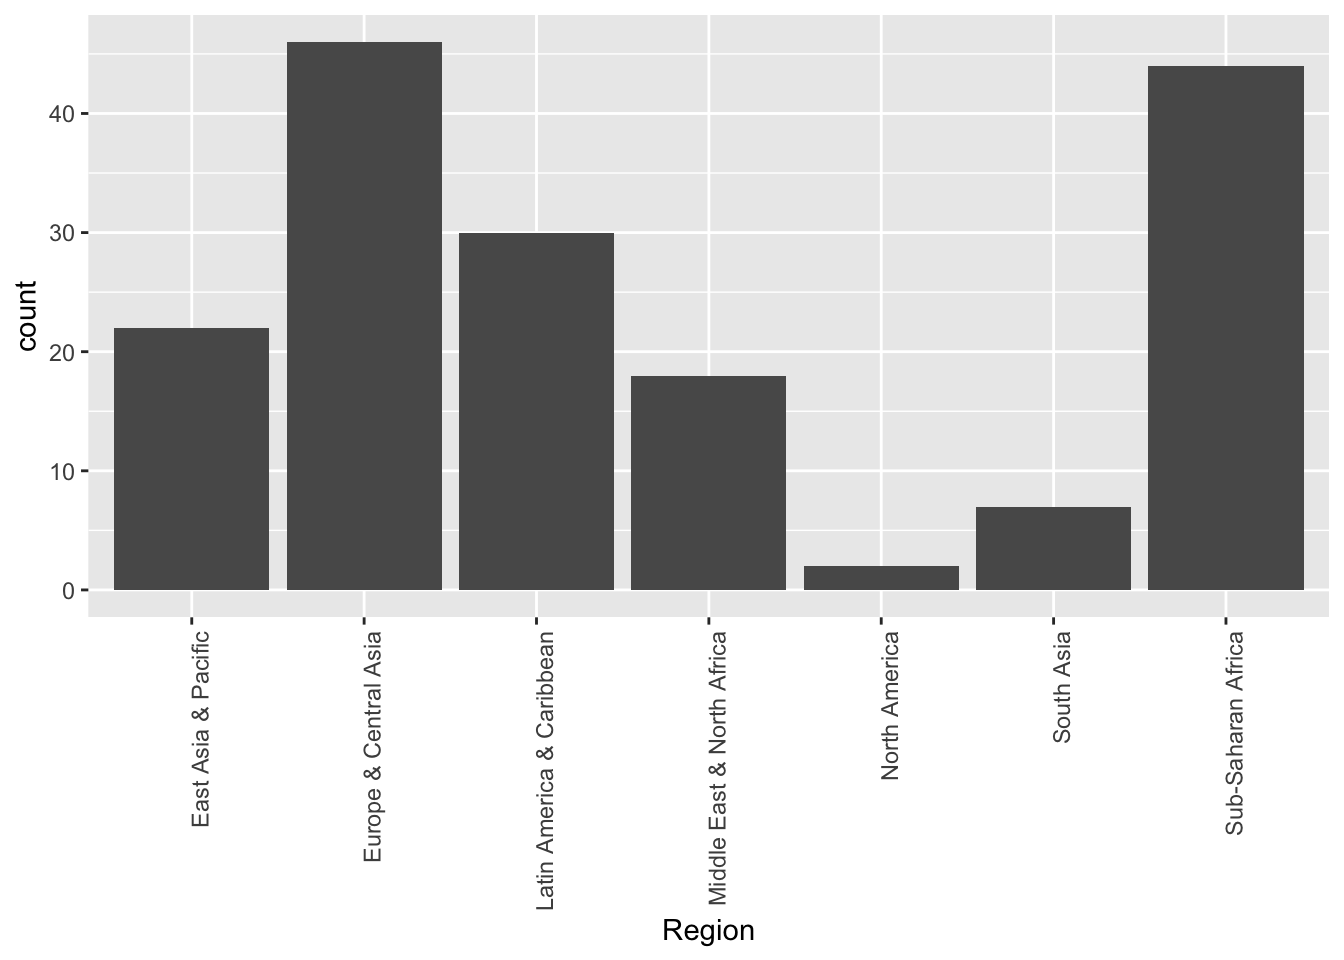 count
40
30
20
10
0
East Asia & Pacific
Europe & Central Asia
Latin America & Caribbean
Middle East & North Africa
North America
South Asia
Sub-Saharan Africa
Region